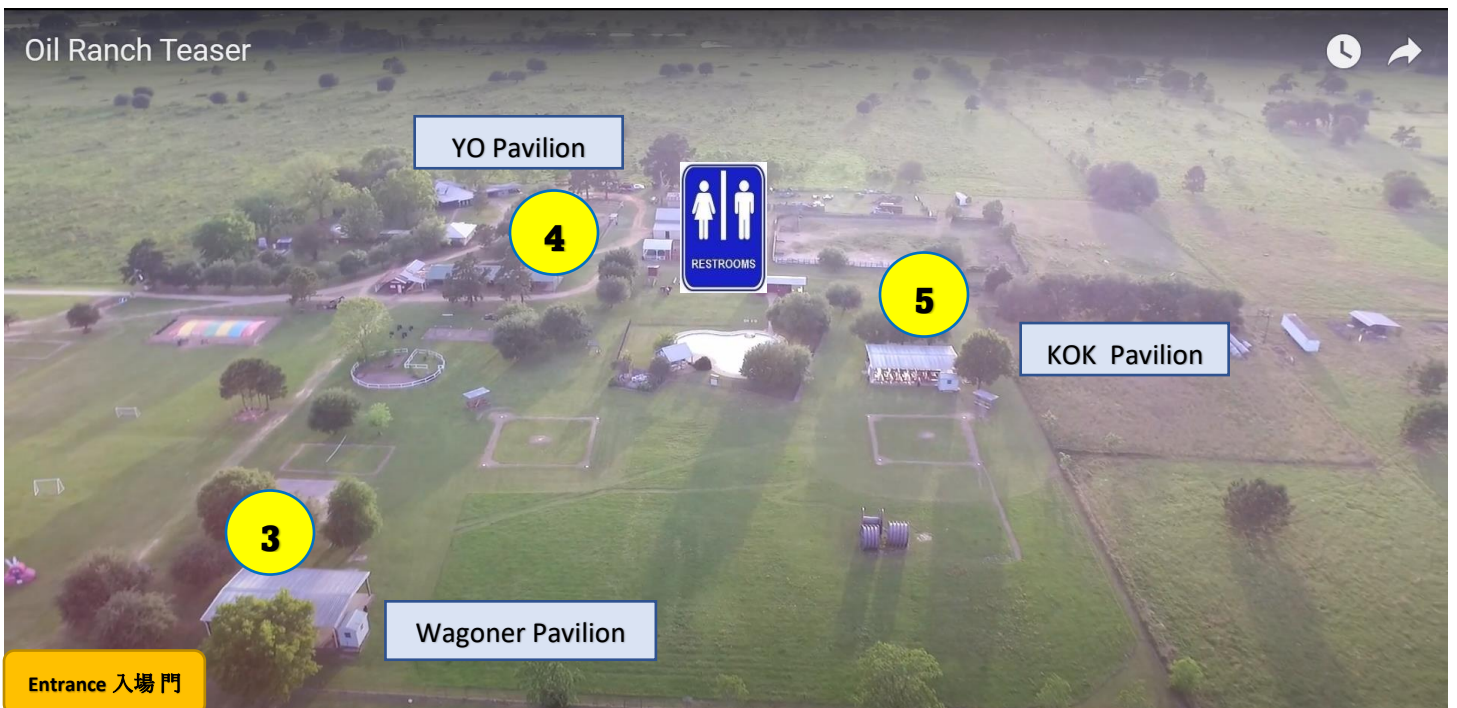 Oil Ranch Teaser
YO Pavilion
4
RESTROOMS
5
KOK Pavilion
3
Wagoner Pavilion
Entrance 入場門